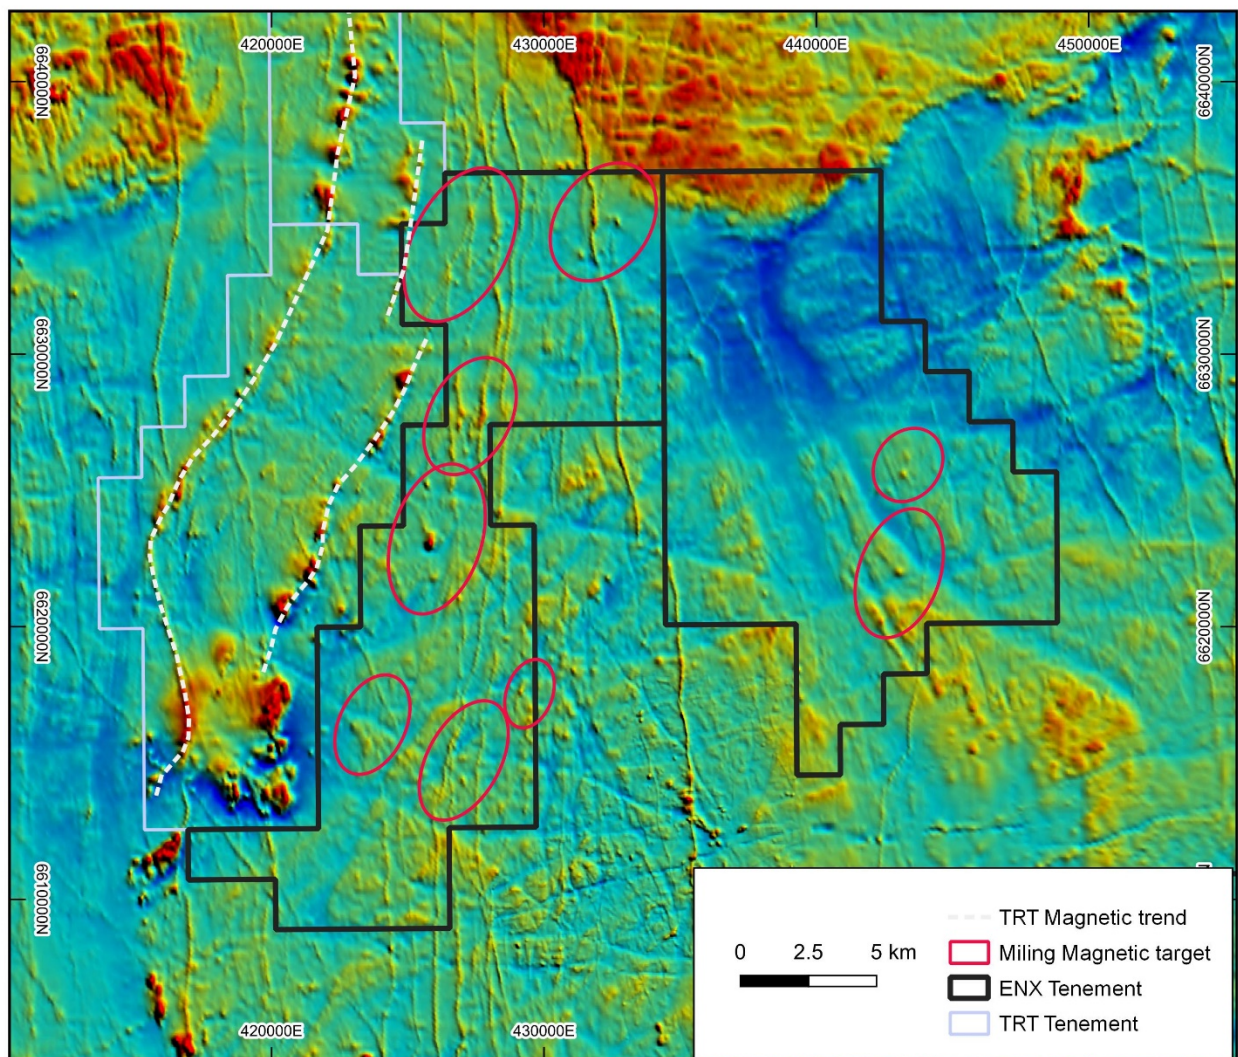 420000E
430000E
440000E
450000E
6640000N
6640000N
6630000N
6630000N
6620000N
6620000N
6610000N
420000E
430000E
0 2.5 5 km
TRT Magnetic trend
Miling Magnetic target
ENX Tenement
TRT Tenement